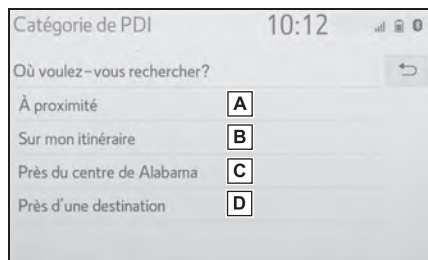 Catégorie de PDI 10:12
Où voulez-vous rechercher?
À proximité A
Sur mon itinéraire B
Près du centre de Alabama C
Près d'une destination D